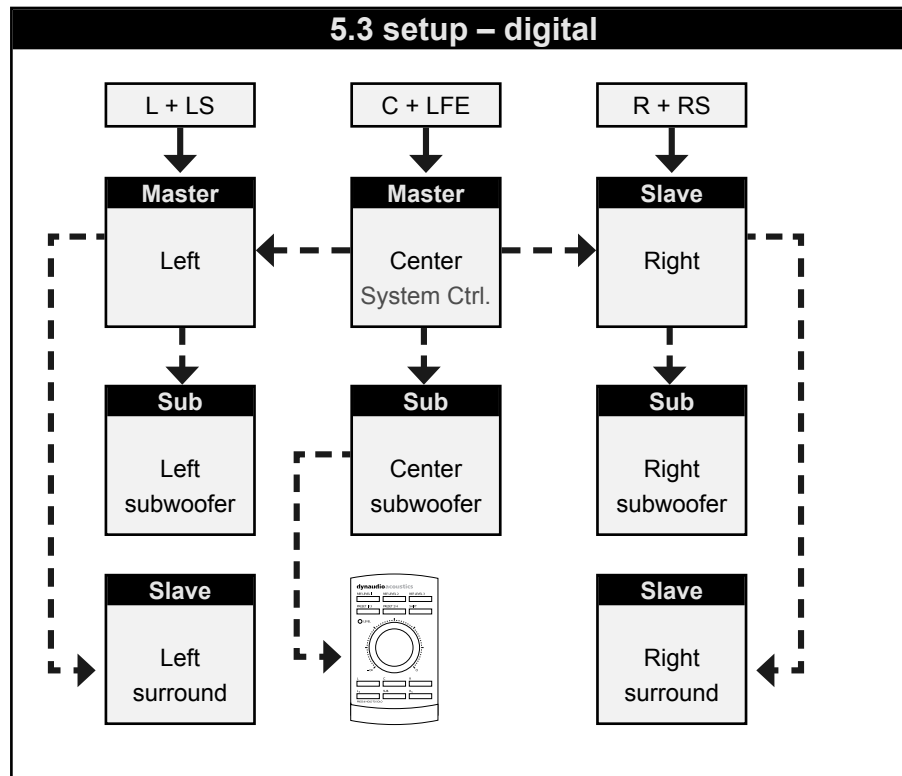 5.3 setup – digital
L + LS
C + LFE
R + RS
Master
Master
Slave
Left
Center
Right
System Ctrl.
Sub
Sub
Sub
Left
subwoofer
Center
subwoofer
Right
subwoofer
Slave
Left
surround
dynaudioacoustics
Slave
Right
surround